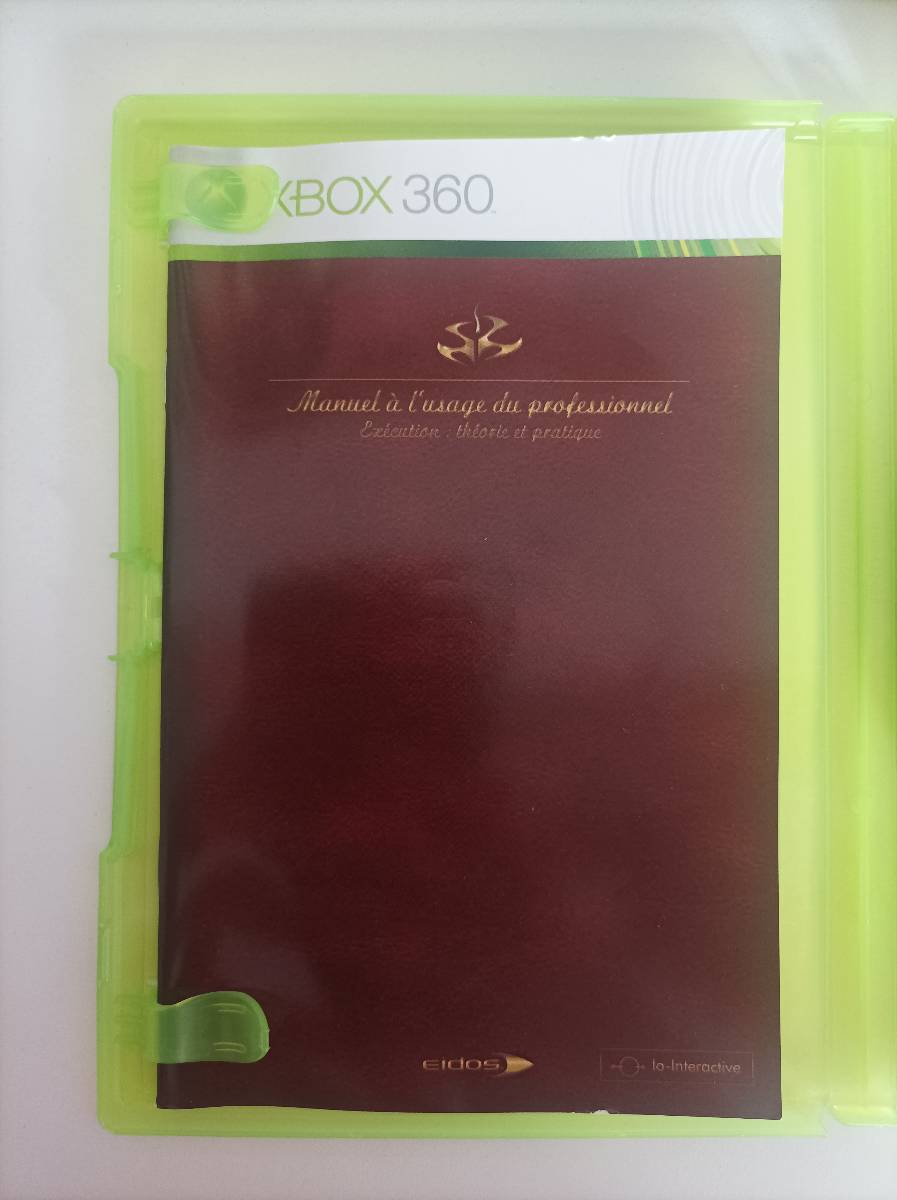 XBOX 360
Manuel à l'usage du professionnel
Exécution : théorie et pratique
eidos
Io-Interactive